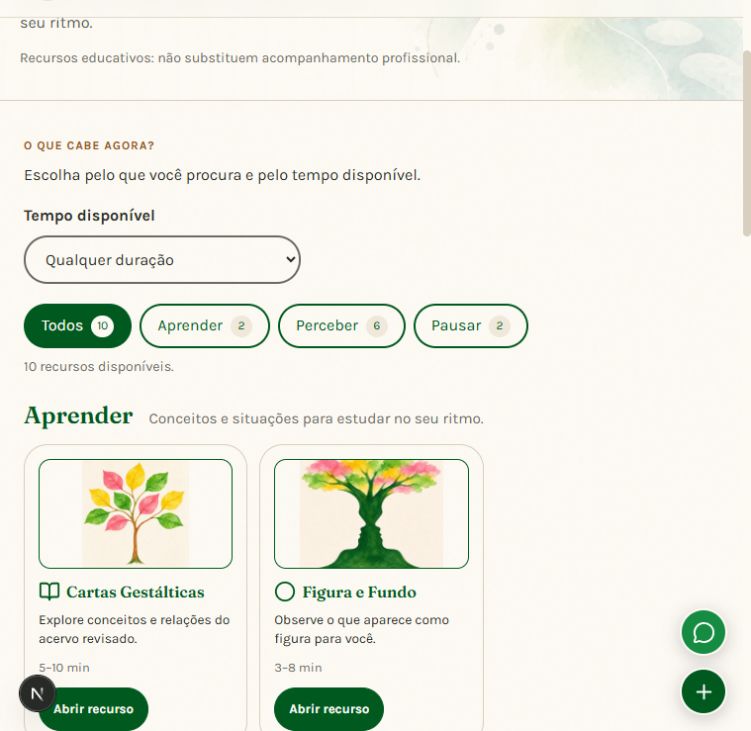 seu ritmo.
Recursos educativos: não substituem acompanhamento profissional.
O QUE CABE AGORA?
Escolha pelo que você procura e pelo tempo disponível.
Tempo disponível
Qualquer duração
Todos 10 Aprender 2 Perceber 6 Pausar 2
10 recursos disponíveis.
Aprender Conceitos e situações para estudar no seu ritmo.
Cartas Gestálticas
Explore conceitos e relações do
acervo revisado.
5–10 min
Abrir recurso
Figura e Fundo
Observe o que aparece como
figura para você.
3–8 min
Abrir recurso
N